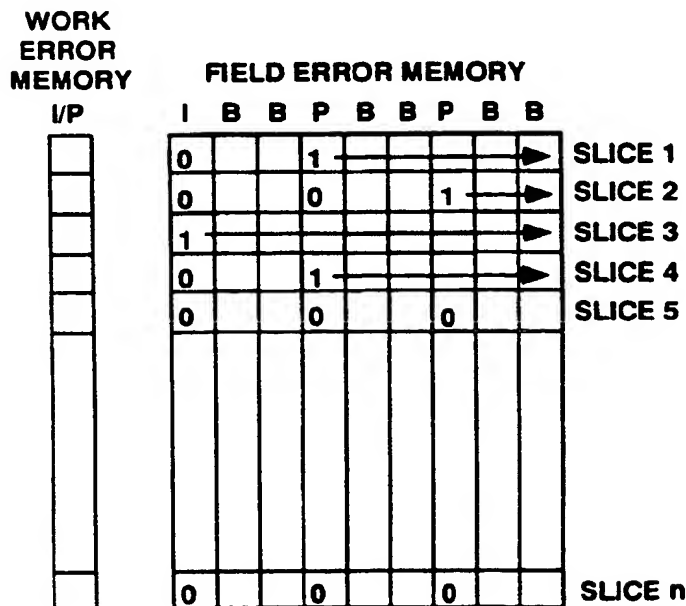 WORK
ERROR
MEMORY
I/P
FIELD ERROR MEMORY
I B B P B B P B B
0 1 SLICE 1
0 0 1 SLICE 2
1 SLICE 3
0 1 SLICE 4
0 0 0 SLICE 5
0 0 0 SLICE n